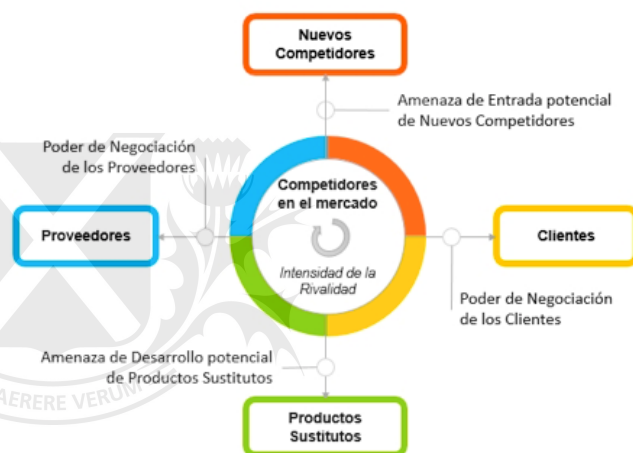 Nuevos
Competidores
Amenaza de Entrada potencial
de Nuevos Competidores
Poder de Negociación
de los Proveedores
Competidores
en el mercado
Proveedores
Clientes
Intensidad de la
Rivalidad
Poder de Negociación
de los Clientes
Amenaza de Desarrollo potencial
de Productos Sustitutos
AERERE VERUM
Productos
Sustitutos